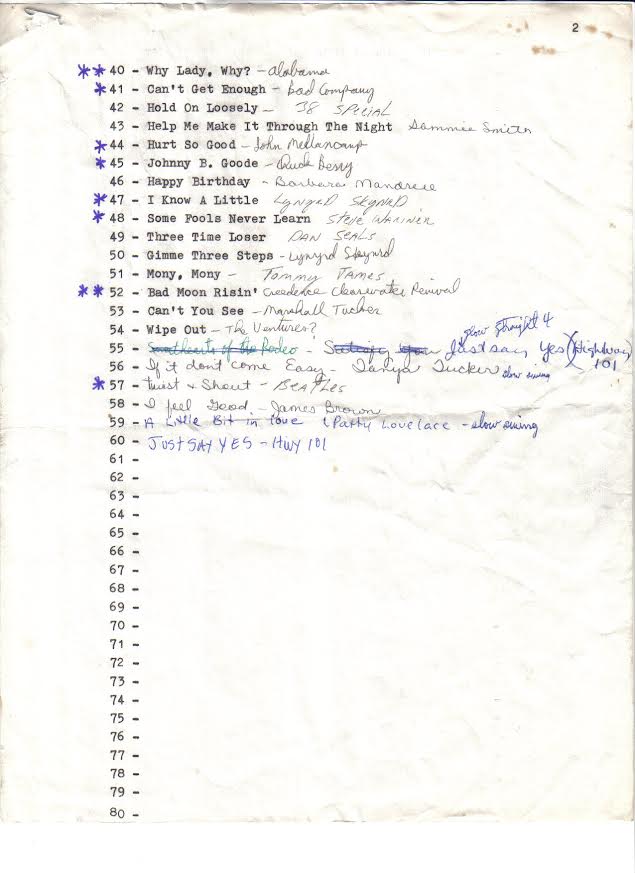 2
** 40 - Why Lady, Why? - alabama
* 41 - Can't Get Enough - Bad Company
42 - Hold On Loosely - 38 SPECIAL
43 - Help Me Make It Through The Night Sammie Smith
* 44 - Hurt So Good - John Mellancamp
* 45 - Johnny B. Goode - Chuck Berry
46 - Happy Birthday - Barbara Mandrell
* 47 - I Know A Little Lynyrd Skynrd
* 48 - Some Fools Never Learn Steve Wariner
49 - Three Time Loser DAN SEALS
50 - Gimme Three Steps - Lynyrd Skynrd
51 - Mony, Mony - Tommy James
** 52 - Bad Moon Risin' Creedence Clearwater Revival
53 - Can't You See - Marshall Tucker
54 - Wipe Out - The Ventures?
slow straight 4
55 - of the Rodeo - Just say Yes (Highway 101
56 - If it don't come Easy - Tanya Tucker slow swing
* 57 - Twist & Shout - BEATLES
58 - I feel Good - James Brown
59 - A Little Bit in love Patty Loveless - slow swing
60 - JUST SAY YES - HWY 101
61 -
62 -
63 -
64 -
65 -
66 -
67 -
68 -
69 -
70 -
71 -
72 -
73 -
74 -
75 -
76 -
77 -
78 -
79 -
80 -